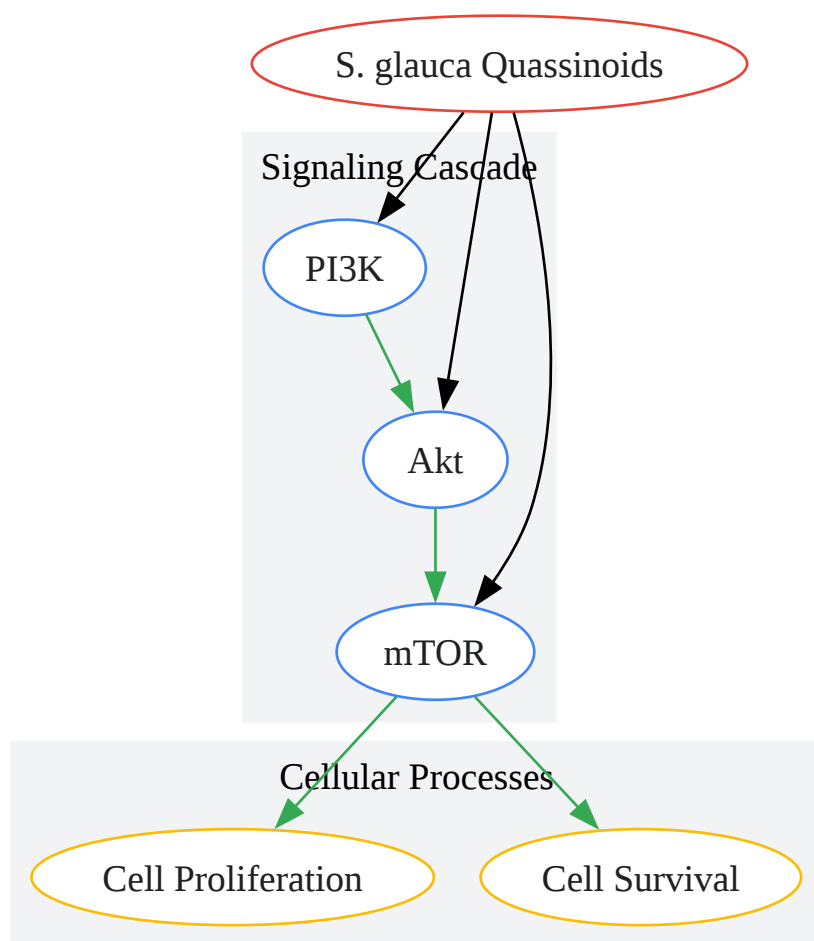 S. glauca Quassinoids
Signaling Cascade
PI3K
Akt
mTOR
Cellular Processes
Cell Proliferation
Cell Survival